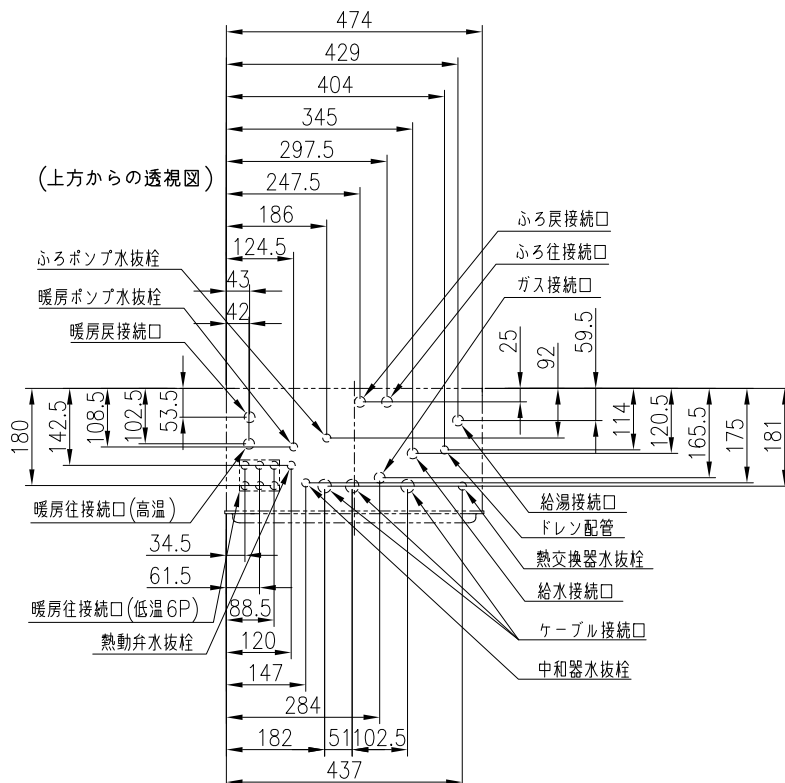 474
429
404
345
297.5
(上方からの透視図)
247.5
186
ふろ戻接続口
124.5
ふろポンプ水抜栓
ふろ往接続口
43
ガス接続口
暖房ポンプ水抜栓
42
暖房戻接続口
25
92
59.5
180
142.5
108.5
102.5
53.5
114
120.5
165.5
175
181
暖房往接続口(高温)
給湯接続口
ドレン配管
34.5
熱交換器水抜栓
61.5
給水接続口
暖房往接続口(低温6P)
88.5
ケーブル接続口
熱動弁水抜栓
120
中和器水抜栓
147
284
182
51
102.5
437